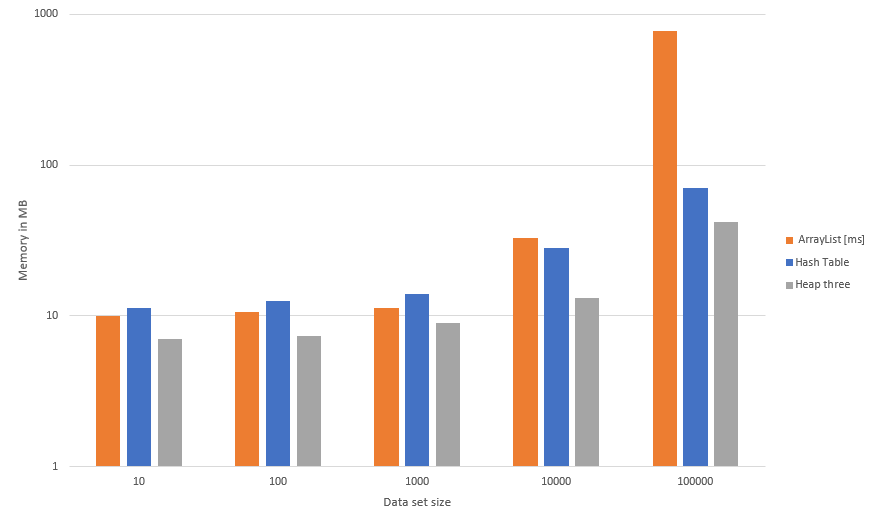 1000
100
10
1
Memory in MB
10
100
1000
10000
100000
Data set size
ArrayList [ms]
Hash Table
Heap three